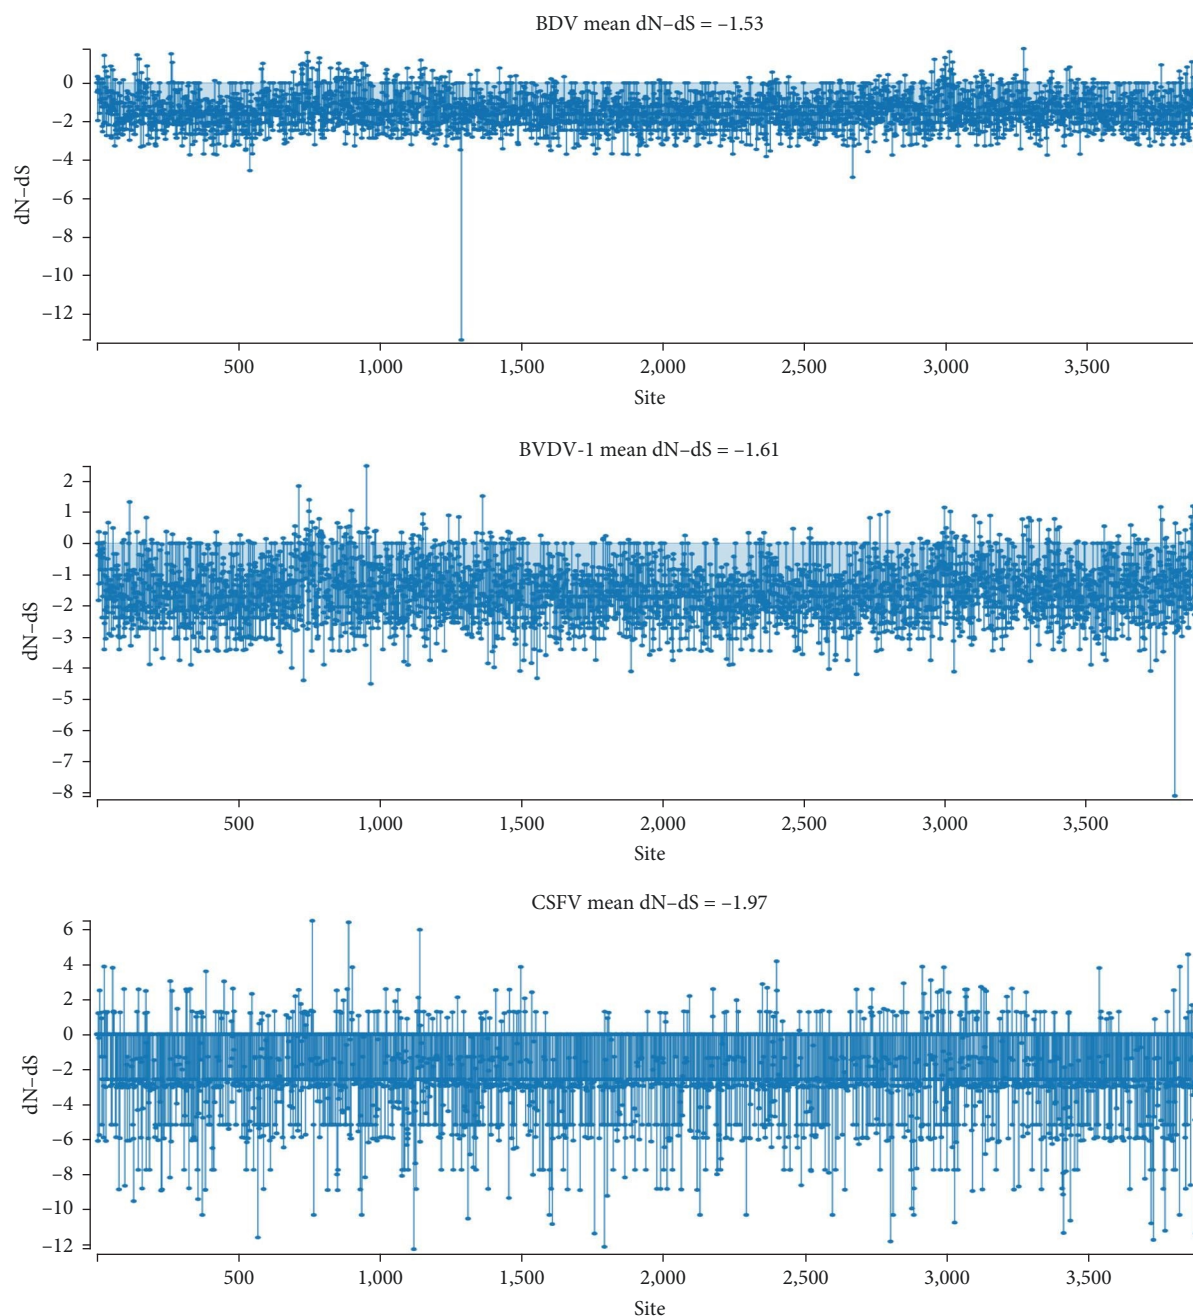 BDV mean dN–dS = –1.53
0
–2
–4
–6
–8
–10
–12
dN–dS
500 1,000 1,500 2,000 2,500 3,000 3,500
Site
BVDV-1 mean dN–dS = –1.61
2
1
0
–1
–2
–3
–4
–5
–6
–7
–8
dN–dS
500 1,000 1,500 2,000 2,500 3,000 3,500
Site
CSFV mean dN–dS = –1.97
6
4
2
0
–2
–4
–6
–8
–10
–12
dN–dS
500 1,000 1,500 2,000 2,500 3,000 3,500
Site